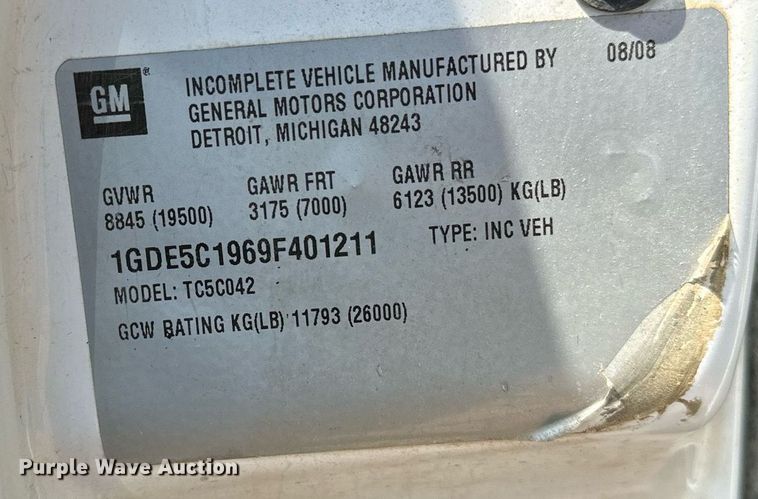 GM ®
INCOMPLETE VEHICLE MANUFACTURED BY 08/08
GENERAL MOTORS CORPORATION
DETROIT, MICHIGAN 48243
GVWR GAWR FRT GAWR RR
8845 (19500) 3175 (7000) 6123 (13500) KG(LB)
1GDE5C1969F401211 TYPE: INC VEH
MODEL: TC5C042
GCW RATING KG(LB) 11793 (26000)
Purple Wave Auction